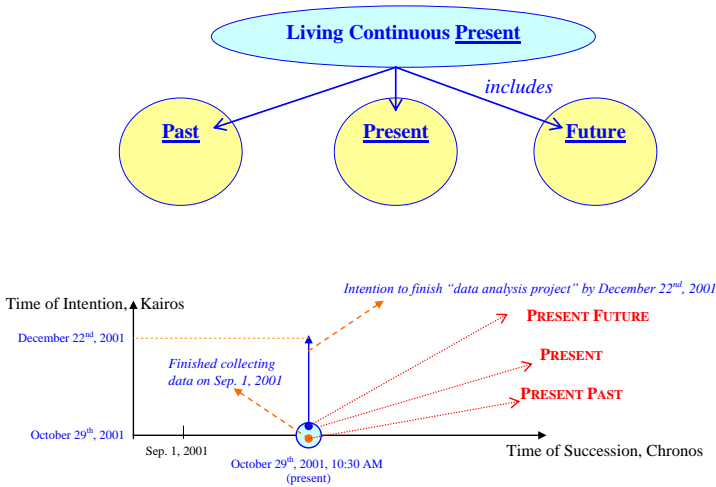 Living Continuous Present
includes
Past
Present
Future
Intention to finish “data analysis project” by December 22nd, 2001
Time of Intention, Kairos
PRESENT FUTURE
December 22nd, 2001
Finished collecting
data on Sep. 1, 2001
PRESENT
PRESENT PAST
October 29th, 2001
Sep. 1, 2001
Time of Succession, Chronos
October 29th, 2001, 10:30 AM
(present)